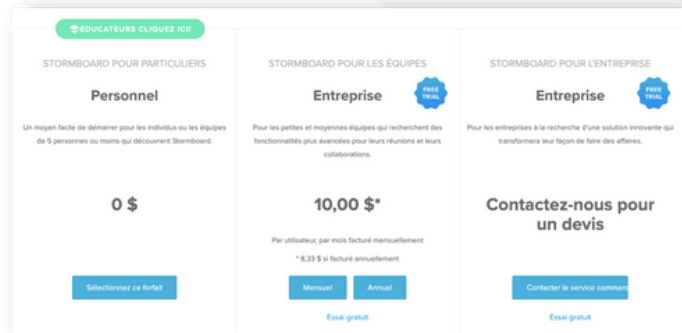 ÉDUCATEURS CLIQUEZ ICI!
STORMBOARD POUR PARTICULIERS
Personnel
Un moyen facile de démarrer pour les individus ou les équipes
de 5 personnes ou moins qui découvrent Stormboard.
0 $
Sélectionnez ce forfait
STORMBOARD POUR LES ÉQUIPES
Entreprise
FREE
TRIAL
Pour les petites et moyennes équipes qui recherchent des
fonctionnalités plus avancées pour leurs réunions et leurs
collaborations.
10,00 $*
Per utilisateur, par mois facturé mensuellement
* 8,33 $ si facturé annuellement
Mensuel
Annuel
Essai gratuit
STORMBOARD POUR L'ENTREPRISE
Entreprise
FREE
TRIAL
Pour les entreprises à la recherche d'une solution innovante qui
transformera leur façon de faire des affaires.
Contactez-nous pour
un devis
Contacter le service commerc
Essai gratuit